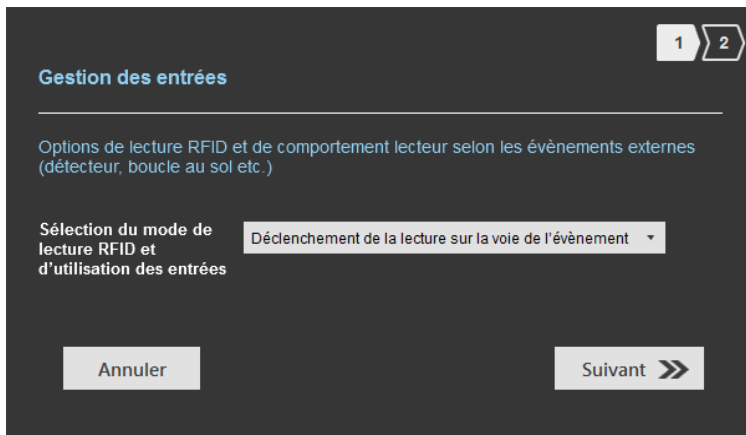 1 2
Gestion des entrées
Options de lecture RFID et de comportement lecteur selon les évènements externes
(détecteur, boucle au sol etc.)
Sélection du mode de
lecture RFID et
d’utilisation des entrées
Déclenchement de la lecture sur la voie de l’évènement
Annuler
Suivant